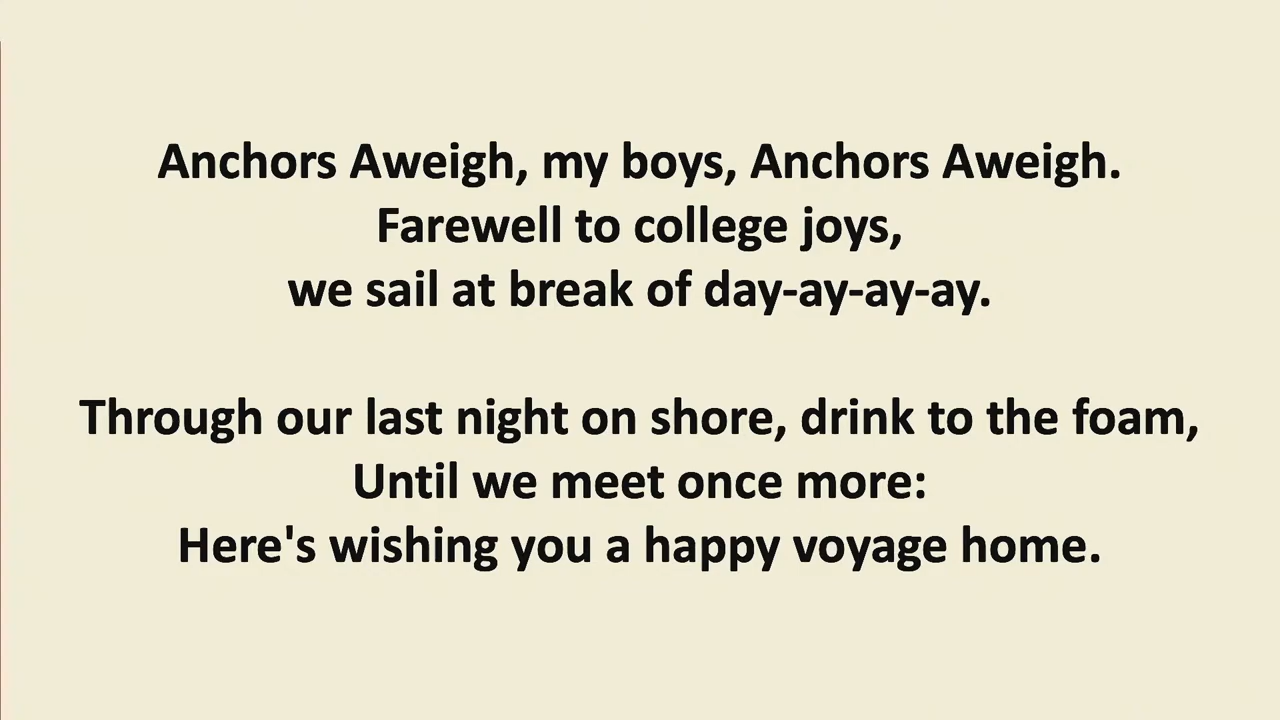 Anchors Aweigh, my boys, Anchors Aweigh.
Farewell to college joys,
we sail at break of day-ay-ay-ay.
Through our last night on shore, drink to the foam,
Until we meet once more:
Here's wishing you a happy voyage home.